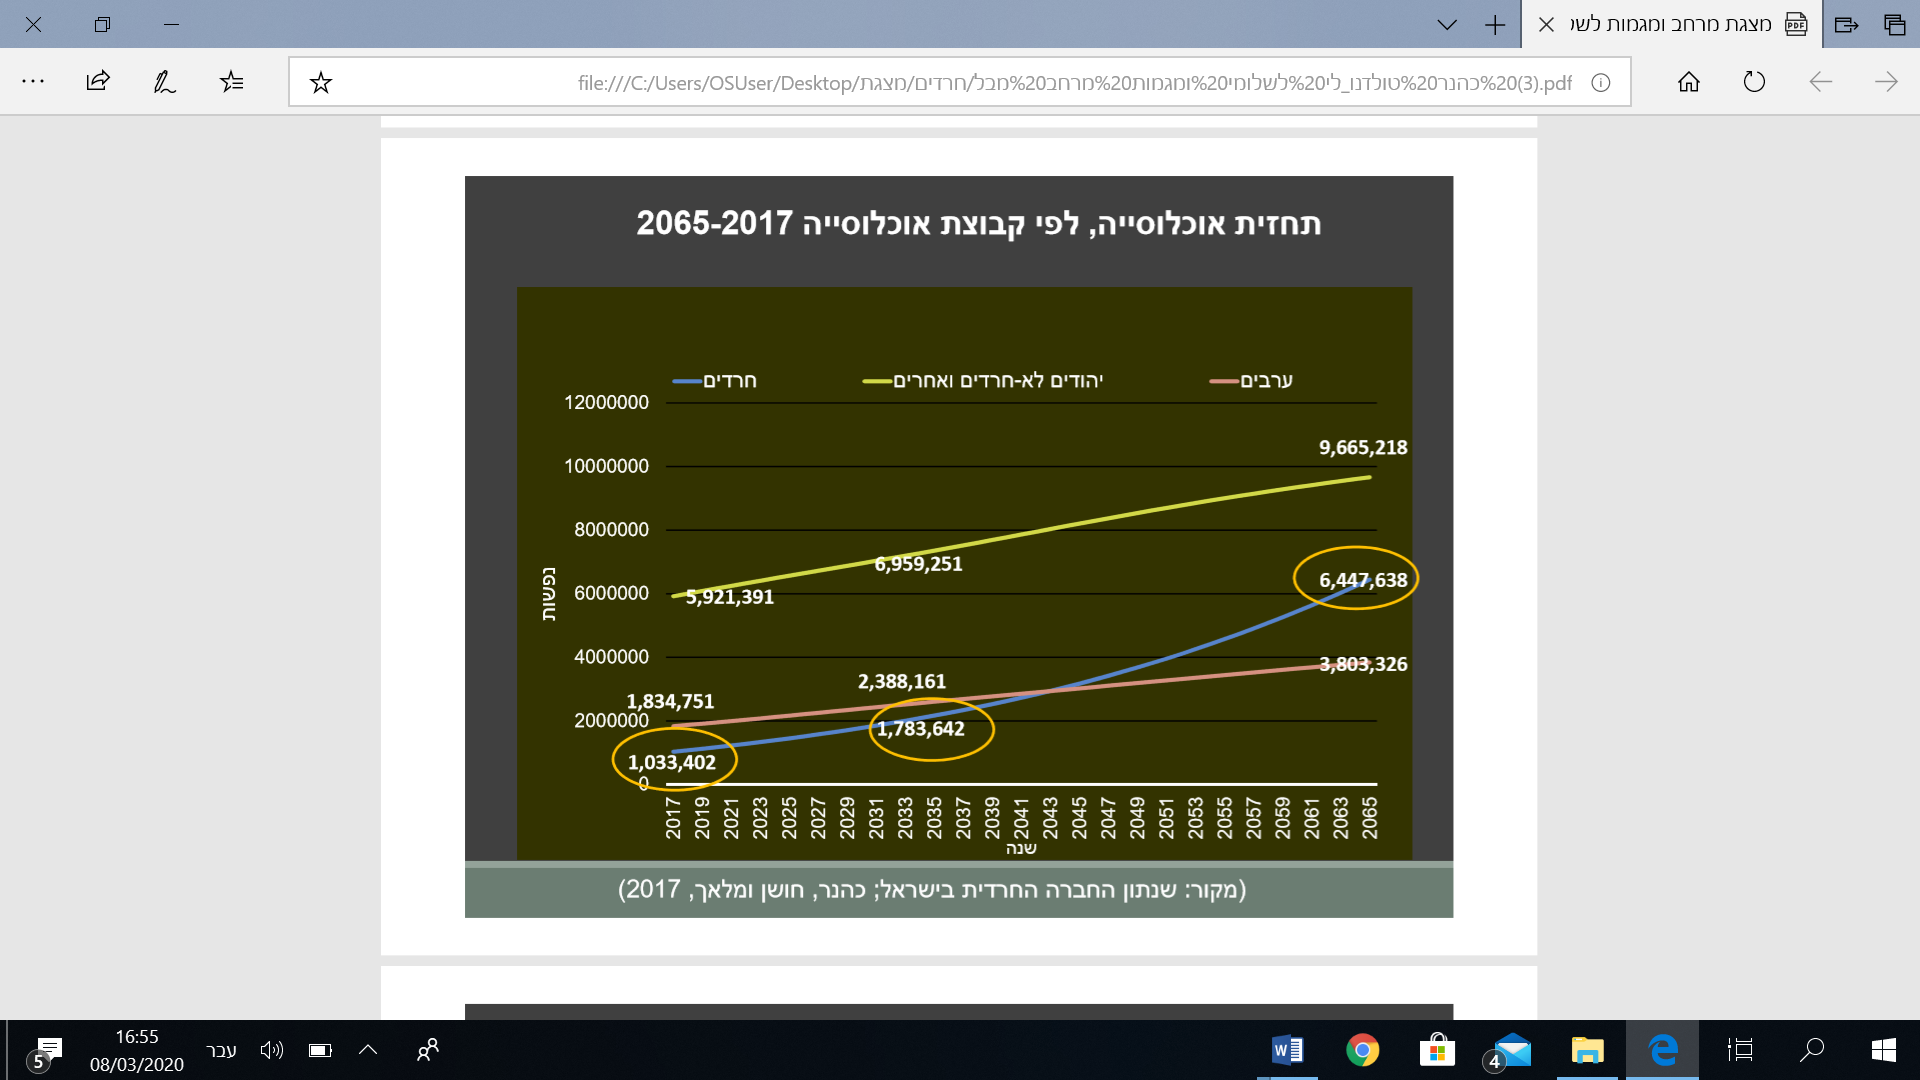 מצגת מרחב ומגמות לשנ
file:///C:/Users/OSUser/Desktop/מצגת/חרדים/מבל%20מרחב%20ומגמות%20לשלומי%20לי_טולדנו%20כהנר%20(3).pdf
תחזית אוכלוסייה, לפי קבוצת אוכלוסייה 2065-2017
חרדים
יהודים לא-חרדים ואחרים
ערבים
12000000
10000000
8000000
6000000
4000000
2000000
0
נפשות
9,665,218
6,959,251
5,921,391
6,447,638
3,803,326
2,388,161
1,834,751
1,783,642
1,033,402
2017 2019 2021 2023 2025 2027 2029 2031 2033 2035 2037 2039 2041 2043 2045 2047 2049 2051 2053 2055 2057 2059 2061 2063 2065
שנה
(מקור: שנתון החברה החרדית בישראל; כהנר, חושן ומלאך, 2017)
5
16:55
08/03/2020
עבר
4